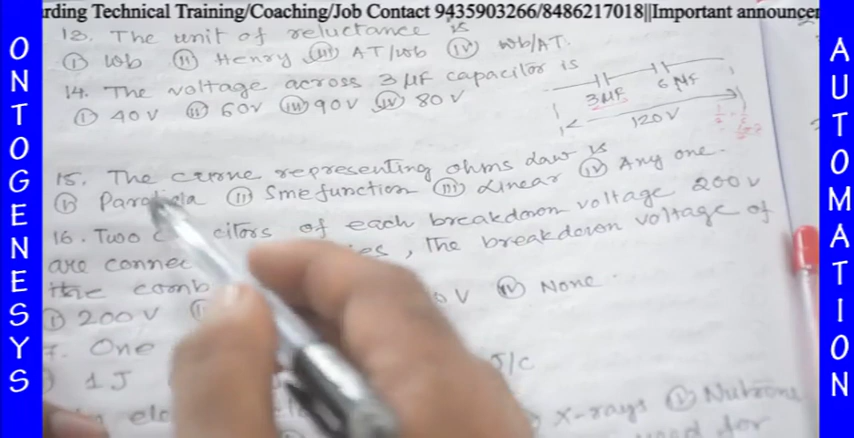 rding Technical Training/Coaching/Job Contact 9435903266/8486217018||Important announcer
ONTOGENESYS
AUTOMATION
13. The unit of reluctance is
(i) Wb (ii) Henry (iii) AT/Wb (iv) Wb/AT.
14. The voltage across 3 μF capacitor is
(i) 40V (ii) 60V (iii) 90V (iv) 80V
3μF 6μF
120V
15. The curve representing ohms law is
(i) (ii) Sine function (iii) Linear (iv) Any one.
16. Two citors of each breakdown voltage 200V
are connec , the breakdown voltage of
the comb
(i) 200V V (iv) None.
7. One J/C
1J
X-rays Nutrons
for